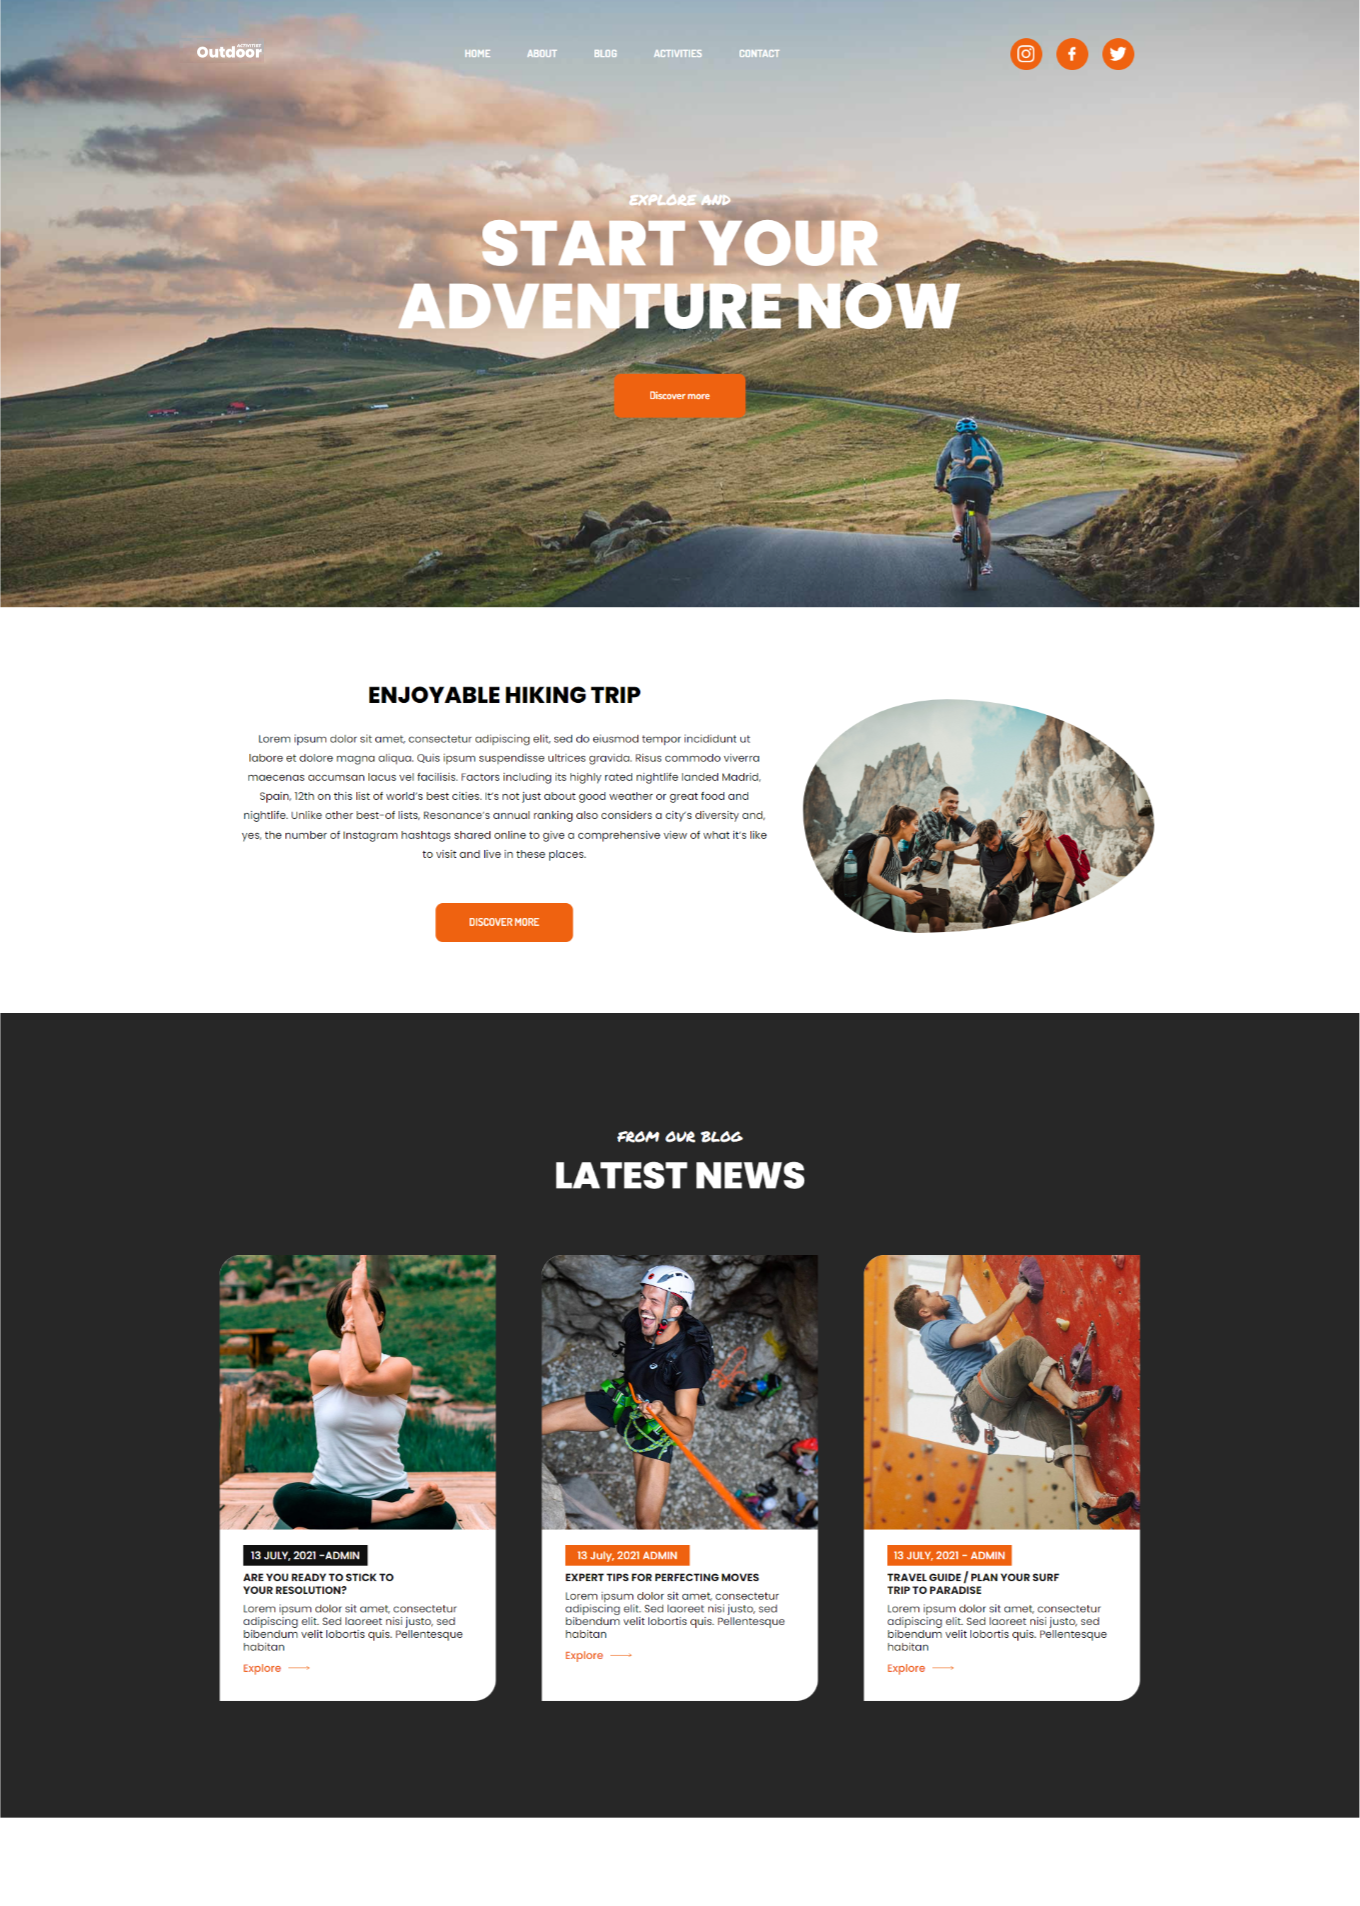 ACTIVITIST
Outdoor
HOME ABOUT BLOG ACTIVITIES CONTACT
EXPLORE AND
START YOUR
ADVENTURE NOW
Discover more
ENJOYABLE HIKING TRIP
Lorem ipsum dolor sit amet, consectetur adipiscing elit, sed do eiusmod tempor incididunt ut
labore et dolore magna aliqua. Quis ipsum suspendisse ultrices gravida. Risus commodo viverra
maecenas accumsan lacus vel facilisis. Factors including its highly rated nightlife landed Madrid,
Spain, 12th on this list of world's best cities. It's not just about good weather or great food and
nightlife. Unlike other best-of lists, Resonance's annual ranking also considers a city's diversity and,
yes, the number of Instagram hashtags shared online to give a comprehensive view of what it's like
to visit and live in these places.
DISCOVER MORE
FROM OUR BLOG
LATEST NEWS
13 JULY, 2021 -ADMIN
ARE YOU READY TO STICK TO
YOUR RESOLUTION?
Lorem ipsum dolor sit amet, consectetur
adipiscing elit. Sed laoreet nisi justo, sed
bibendum velit lobortis quis. Pellentesque
habitan
Explore
13 July, 2021 ADMIN
EXPERT TIPS FOR PERFECTING MOVES
Lorem ipsum dolor sit amet, consectetur
adipiscing elit. Sed laoreet nisi justo, sed
bibendum velit lobortis quis. Pellentesque
habitan
Explore
13 JULY, 2021 - ADMIN
TRAVEL GUIDE / PLAN YOUR SURF
TRIP TO PARADISE
Lorem ipsum dolor sit amet, consectetur
adipiscing elit. Sed laoreet nisi justo, sed
bibendum velit lobortis quis. Pellentesque
habitan
Explore